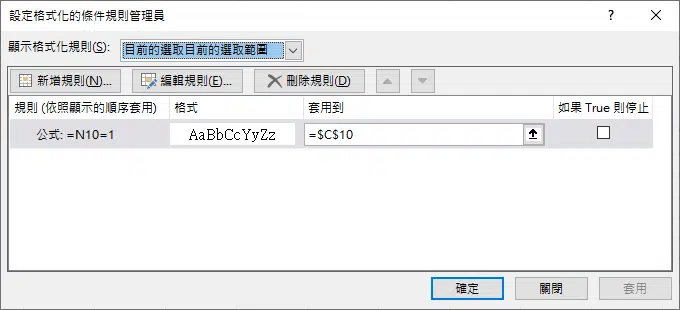 設定格式化的條件規則管理員
顯示格式化規則(S): 目前的選取目前的選取範圍
新增規則(N)... 編輯規則(E)... 刪除規則(D)
規則 (依照顯示的順序套用) 格式 套用到 如果 True 則停止
公式: =N10=1 AaBbCcYyZz =$C$10
確定 關閉 套用